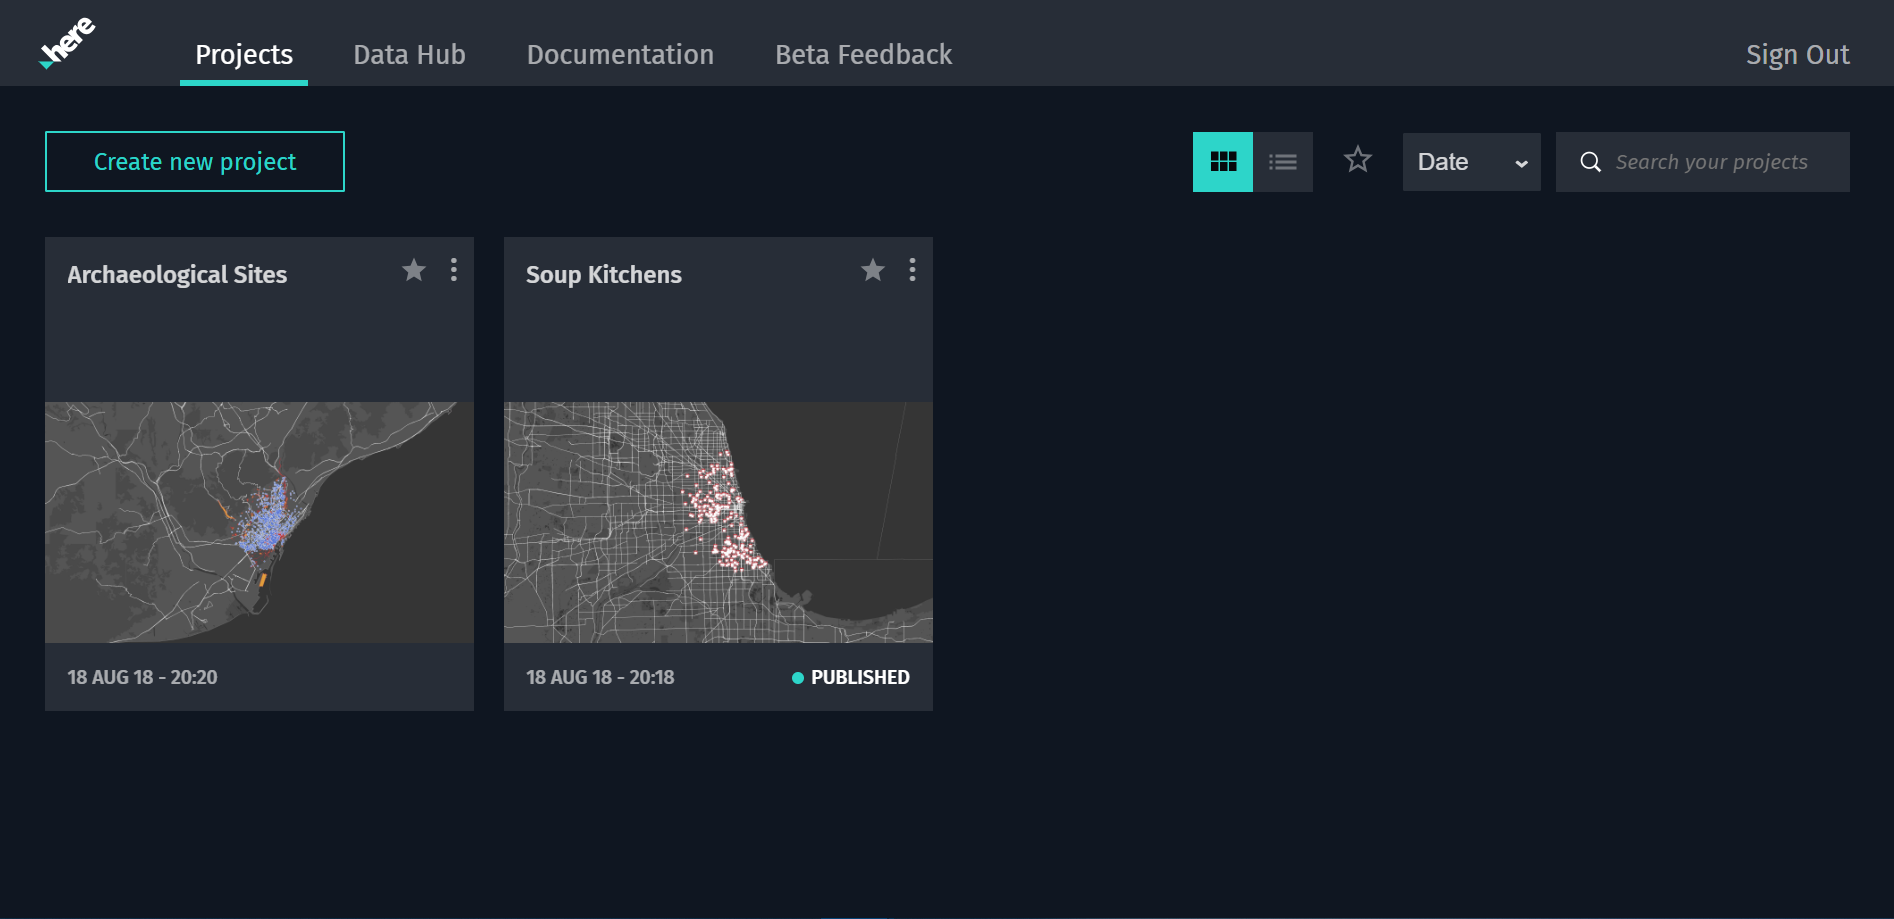 here
Projects
Data Hub
Documentation
Beta Feedback
Sign Out
Create new project
Date
Search your projects
Archaeological Sites
Soup Kitchens
18 AUG 18 - 20:20
18 AUG 18 - 20:18
PUBLISHED